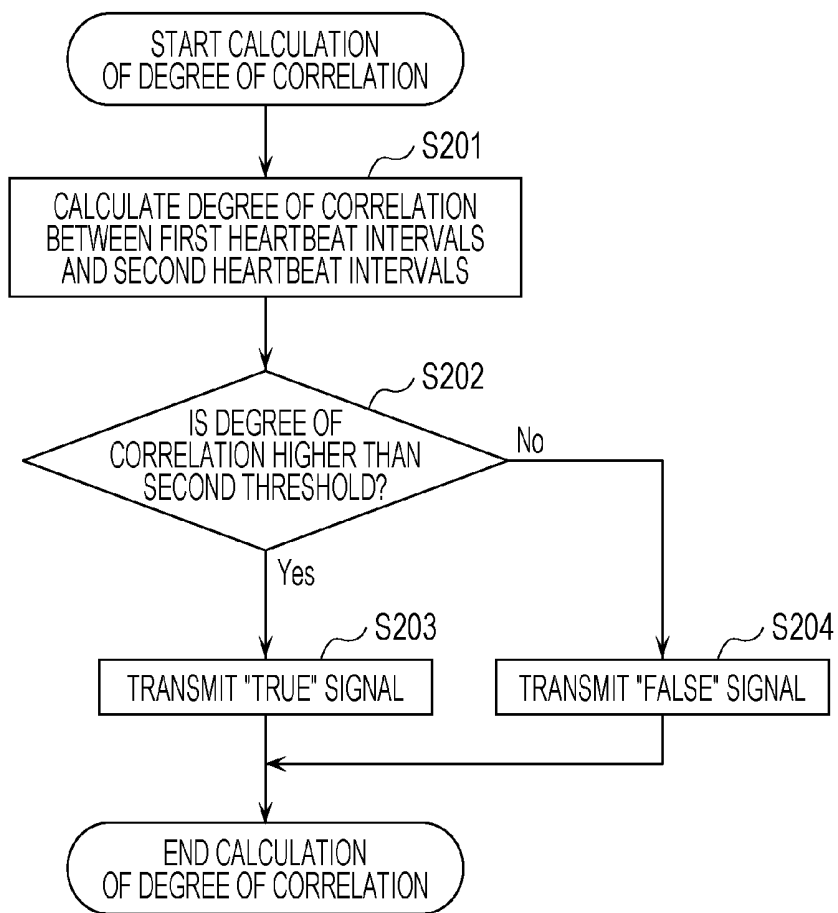 START CALCULATION
OF DEGREE OF CORRELATION
S201
CALCULATE DEGREE OF CORRELATION
BETWEEN FIRST HEARTBEAT INTERVALS
AND SECOND HEARTBEAT INTERVALS
S202
IS DEGREE OF
CORRELATION HIGHER THAN
SECOND THRESHOLD?
No
Yes
S203
TRANSMIT "TRUE" SIGNAL
S204
TRANSMIT "FALSE" SIGNAL
END CALCULATION
OF DEGREE OF CORRELATION